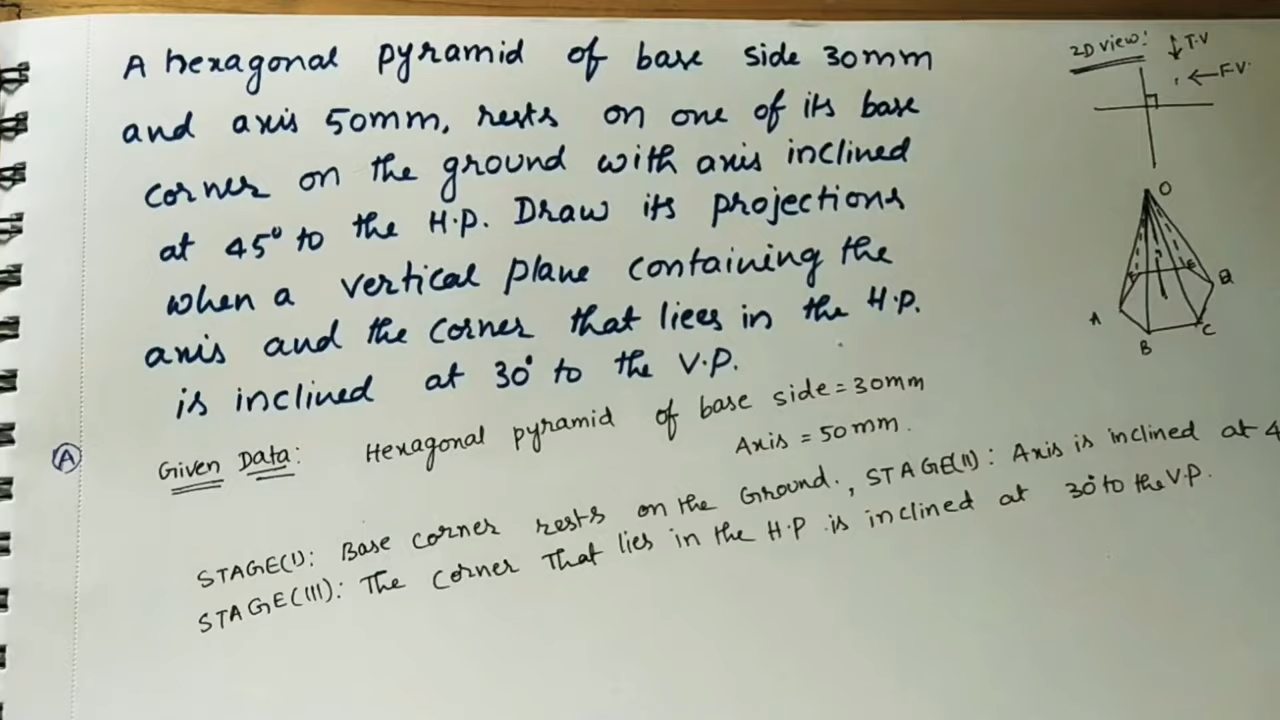 A hexagonal pyramid of base side 30mm
and axis 50mm, rests on one of its base
corner on the ground with axis inclined
at 45° to the H.P. Draw its projections
when a vertical plane containing the
axis and the corner that liees in the H.P.
is inclined at 30° to the V.P.
2D view:
T.V
F.V.
O
A
B
C
A
Given Data: Hexagonal pyramid of base side = 30mm
Axis = 50mm.
STAGE(I): Base corner rests on the Ground., STAGE(II): Axis is inclined at 4
STAGE(III): The corner that lies in the H.P is inclined at 30° to the V.P.